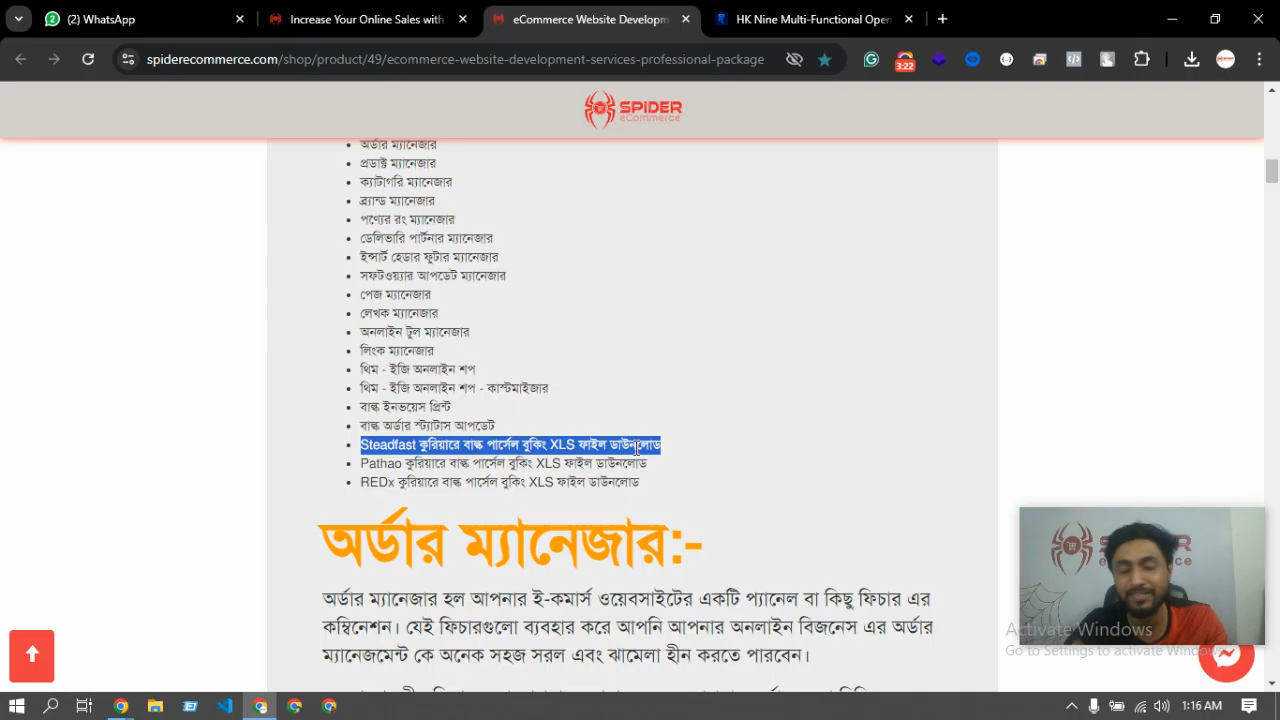 (2) WhatsApp
Increase Your Online Sales with
eCommerce Website Developm
HK Nine Multi-Functional Open
spiderecommerce.com/shop/product/49/ecommerce-website-development-services-professional-package
3:22
SPIDER
eCommerce
অর্ডার ম্যানেজার
প্রডাক্ট ম্যানেজার
ক্যাটাগরি ম্যানেজার
ব্র্যান্ড ম্যানেজার
পণ্যের রং ম্যানেজার
ডেলিভারি পার্টনার ম্যানেজার
ইন্সার্ট হেডার ফুটার ম্যানেজার
সফটওয়্যার আপডেট ম্যানেজার
পেজ ম্যানেজার
লেখক ম্যানেজার
অনলাইন টুল ম্যানেজার
লিংক ম্যানেজার
থিম - ইজি অনলাইন শপ
থিম - ইজি অনলাইন শপ - কাস্টমাইজার
বাল্ক ইনভয়েস প্রিন্ট
বাল্ক অর্ডার স্ট্যাটাস আপডেট
Steadfast কুরিয়ারে বাল্ক পার্সেল বুকিং XLS ফাইল ডাউনলোড
Pathao কুরিয়ারে বাল্ক পার্সেল বুকিং XLS ফাইল ডাউনলোড
REDx কুরিয়ারে বাল্ক পার্সেল বুকিং XLS ফাইল ডাউনলোড
অর্ডার ম্যানেজার:-
অর্ডার ম্যানেজার হল আপনার ই-কমার্স ওয়েবসাইটের একটি প্যানেল বা কিছু ফিচার এর
কম্বিনেশন। যেই ফিচারগুলো ব্যবহার করে আপনি আপনার অনলাইন বিজনেস এর অর্ডার
ম্যানেজমেন্ট কে অনেক সহজ সরল এবং ঝামেলা হীন করতে পারবেন।
SPIDER
Activate Windows
Go to Settings to activate Windows.
1:16 AM